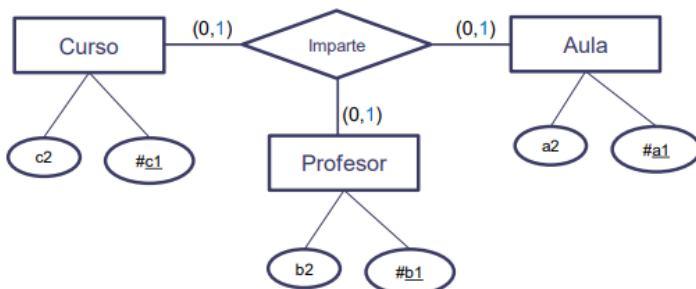 Curso
(0,1)
Imparte
(0,1)
Aula
(0,1)
c2
#c1
Profesor
a2
#a1
b2
#b1